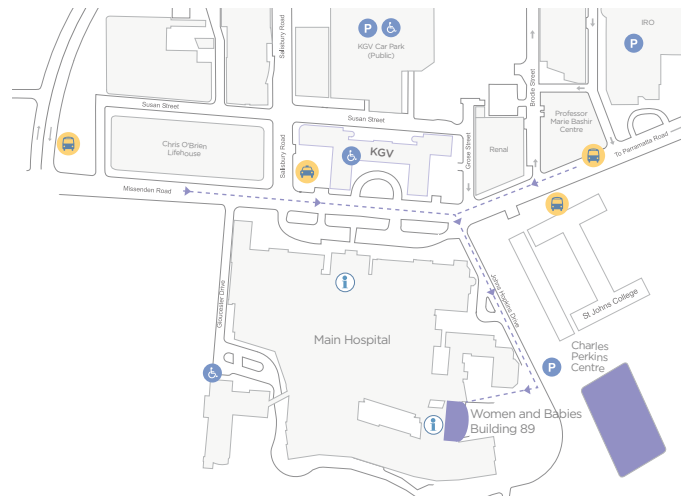 Salisbury Road
P
KGV Car Park
(Public)
IRO
P
Susan Street
Susan Street
Brodie Street
Professor
Marie Bashir
Centre
To Parramatta Road
Chris O'Brien
Lifehouse
Salisbury Road
KGV
Grose Street
Renal
Missenden Road
Gloucester Drive
i
Johns Hopkins Drive
St Johns College
Main Hospital
P
Charles
Perkins
Centre
i
Women and Babies
Building 89